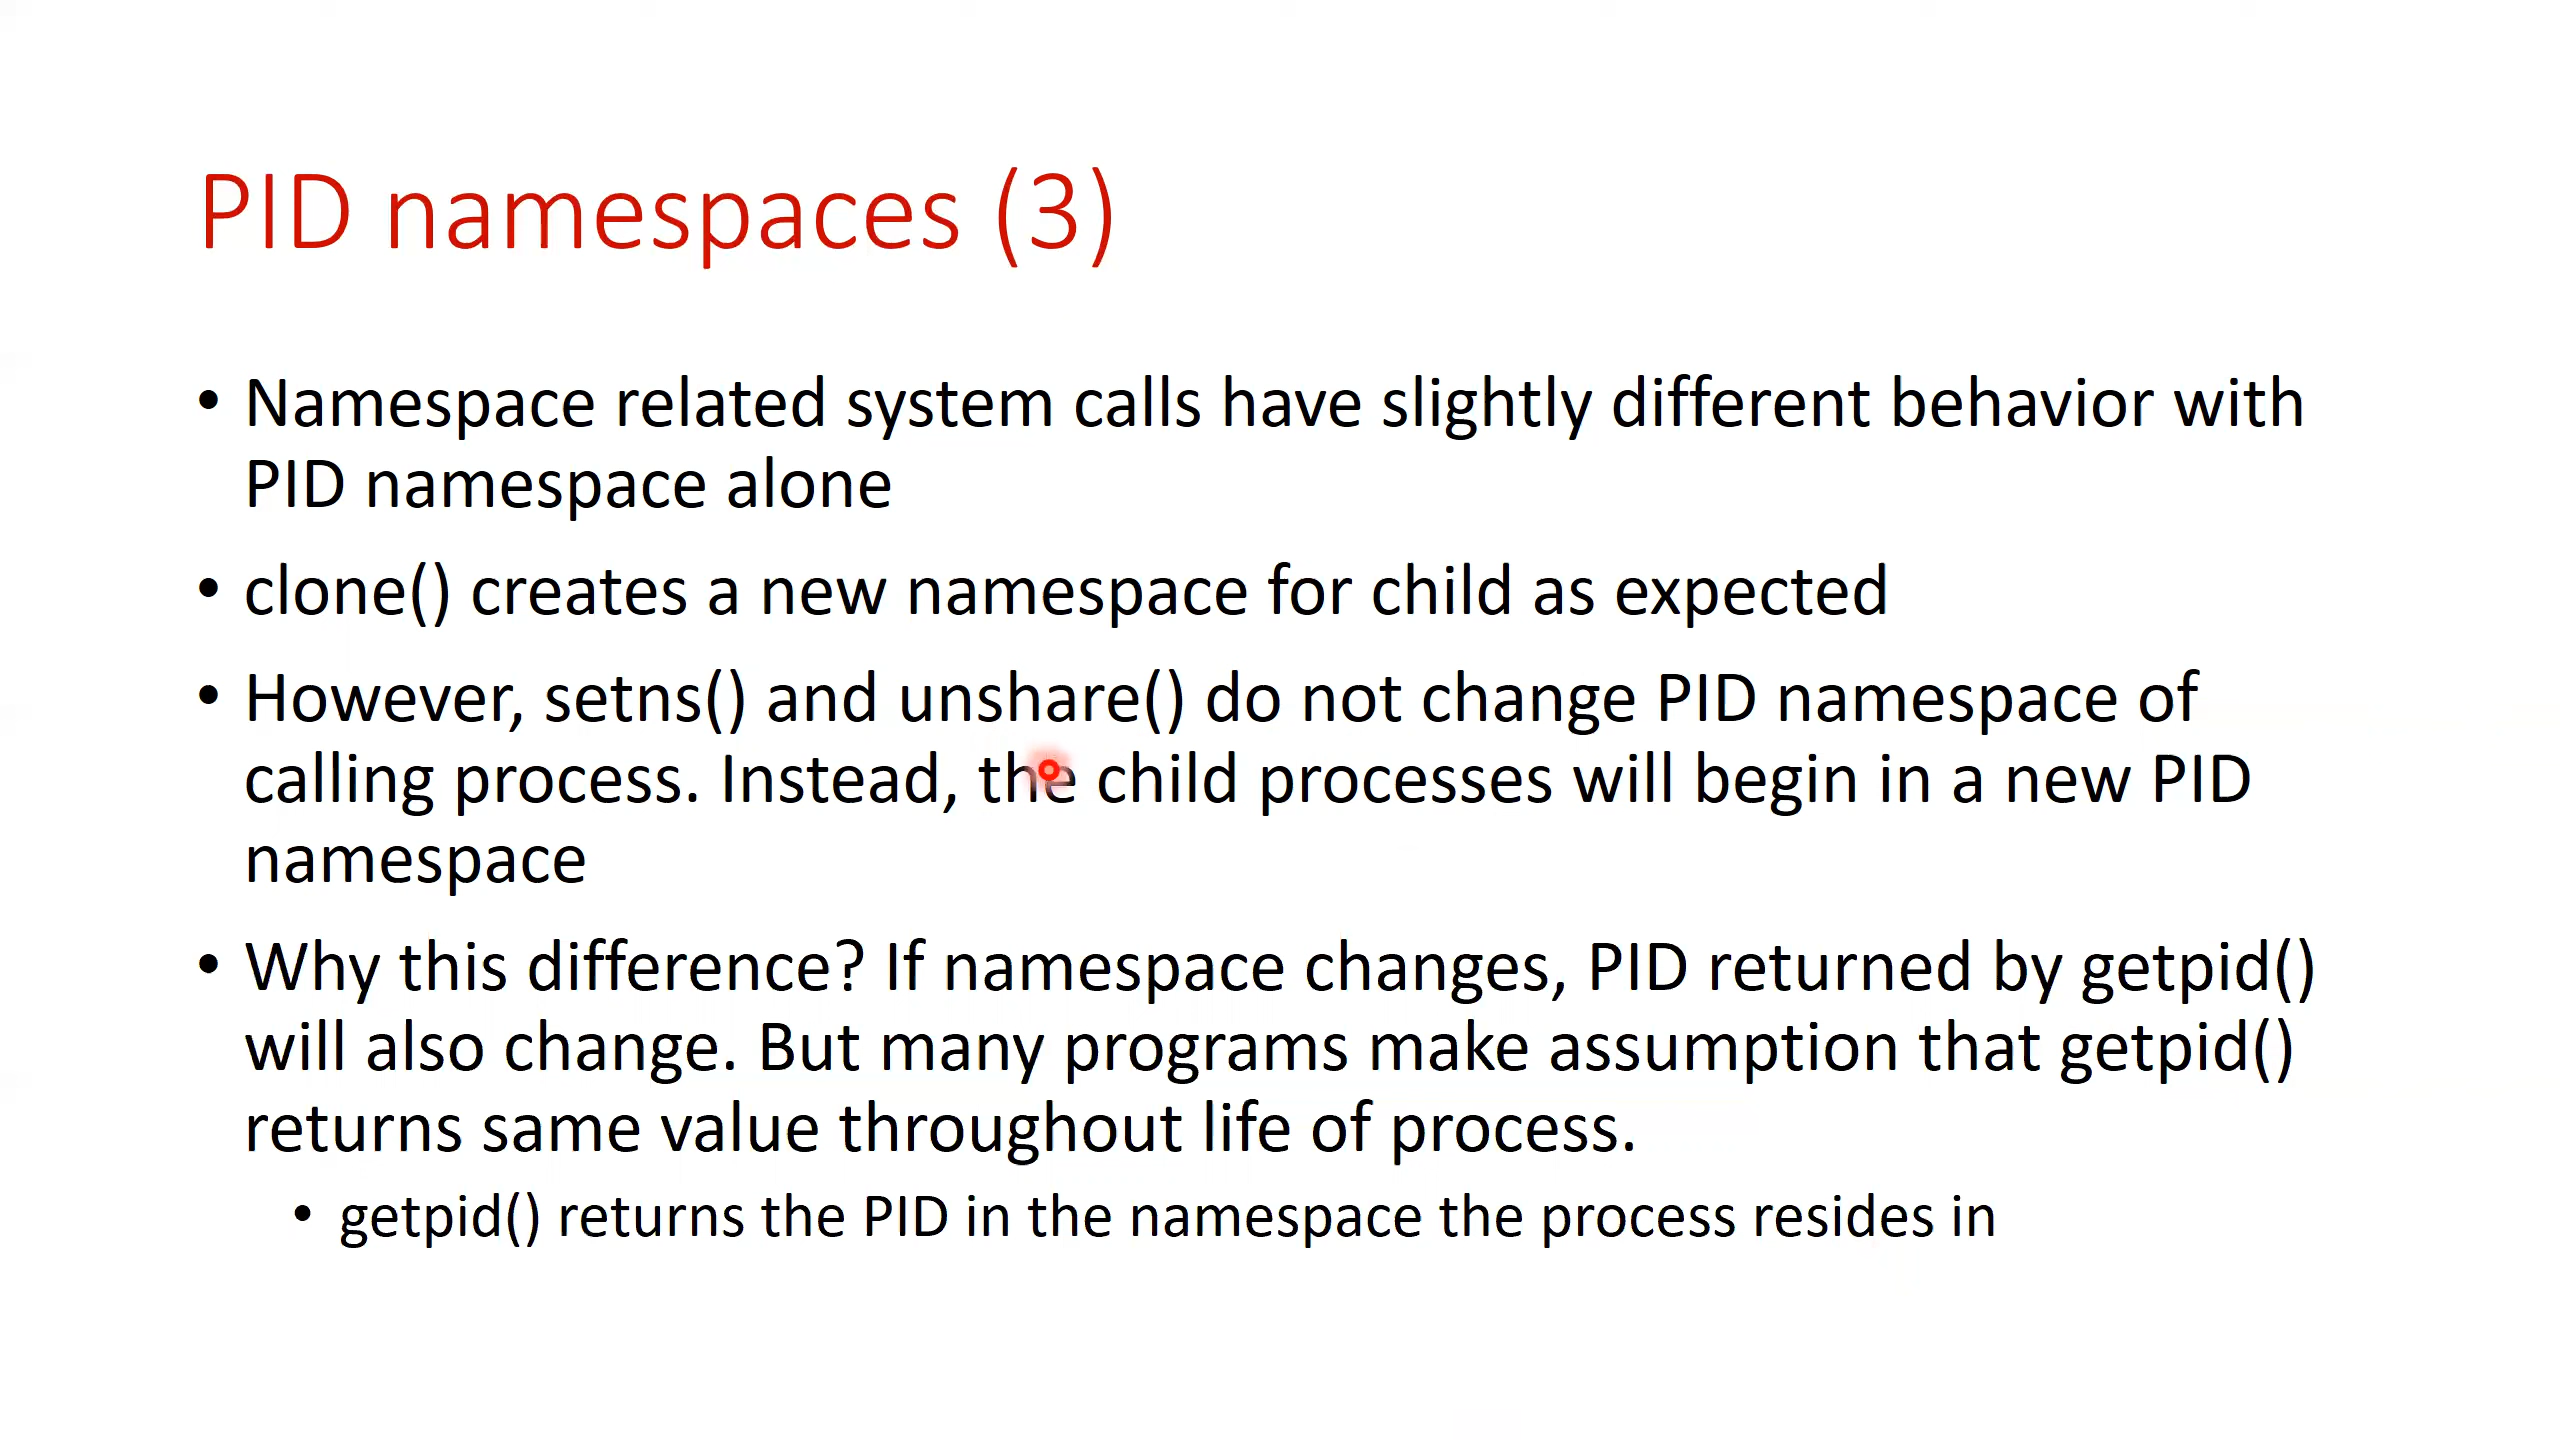 PID namespaces (3)
• Namespace related system calls have slightly different behavior with
PID namespace alone
• clone() creates a new namespace for child as expected
• However, setns() and unshare() do not change PID namespace of
calling process. Instead, the child processes will begin in a new PID
namespace
• Why this difference? If namespace changes, PID returned by getpid()
will also change. But many programs make assumption that getpid()
returns same value throughout life of process.
• getpid() returns the PID in the namespace the process resides in